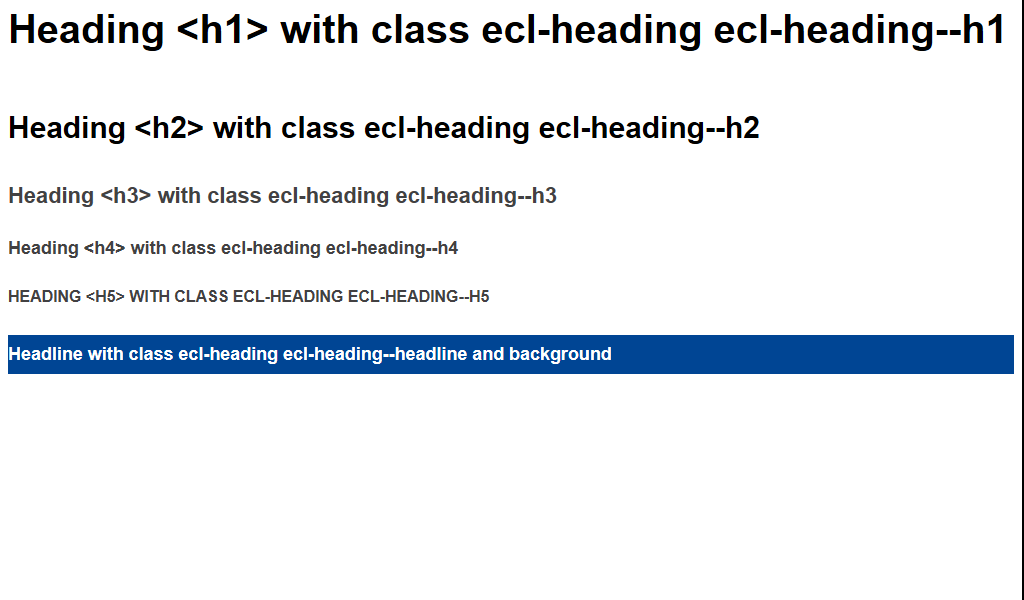 Heading <h1> with class ecl-heading ecl-heading--h1
Heading <h2> with class ecl-heading ecl-heading--h2
Heading <h3> with class ecl-heading ecl-heading--h3
Heading <h4> with class ecl-heading ecl-heading--h4
HEADING <H5> WITH CLASS ECL-HEADING ECL-HEADING--H5
Headline with class ecl-heading ecl-heading--headline and background